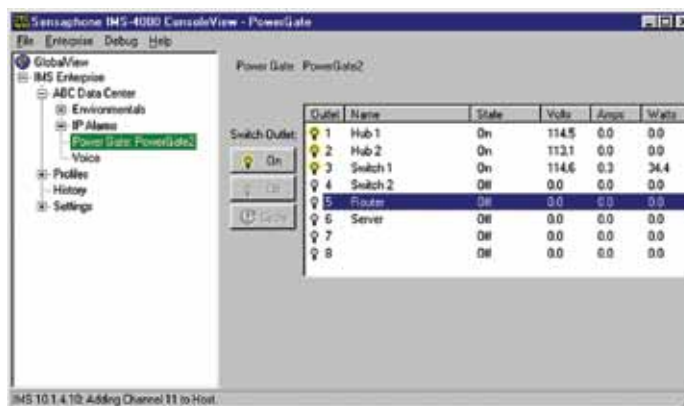 Sensaphone IMS-4000 ConsoleView - PowerGate
File Enterprise Debug Help
GlobalView
IMS Enterprise
ABC Data Center
Environmentals
IP Alarms
Power Gate: PowerGate2
Voice
Profiles
History
Settings
Power Gate: PowerGate2
Switch Outlet:
On
Off
Cycle
Outlet Name State Volts Amps Watts
1 Hub 1 On 114.5 0.0 0.0
2 Hub 2 On 113.1 0.0 0.0
3 Switch 1 On 114.6 0.3 34.4
4 Switch 2 Off 0.0 0.0 0.0
5 Router Off 0.0 0.0 0.0
6 Server Off 0.0 0.0 0.0
7 Off 0.0 0.0 0.0
8 Off 0.0 0.0 0.0
IMS 10.1.4.10: Adding Channel 11 to Host.